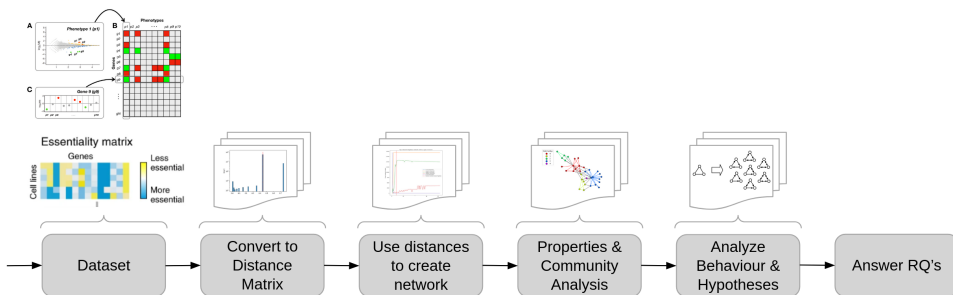 Phenotypes
A
Phenotype 1 (p1)
B
Genes
C
Gene 9 (g9)
Essentiality matrix
Genes
Cell lines
Less
essential
More
essential
Dataset
Convert to
Distance
Matrix
Use distances
to create
network
Properties &
Community
Analysis
Analyze
Behaviour &
Hypotheses
Answer RQ's